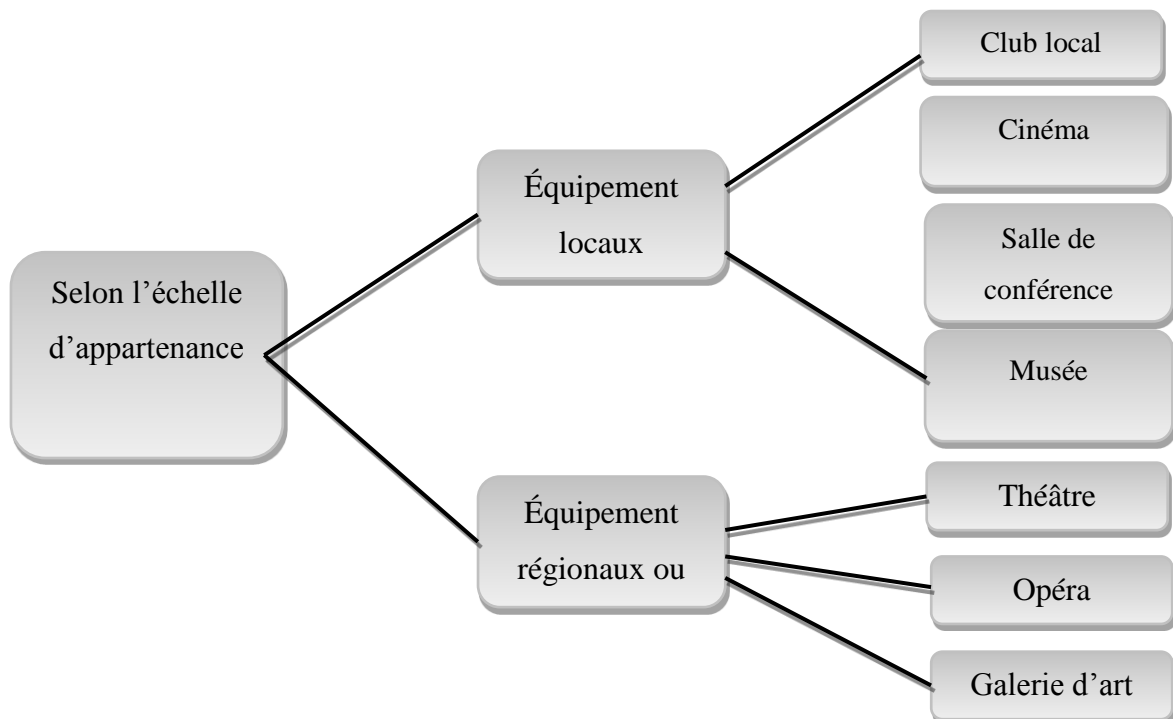 Selon l’échelle
d’appartenance
Équipement
locaux
Club local
Cinéma
Salle de
conférence
Musée
Équipement
régionaux ou
Théâtre
Opéra
Galerie d’art